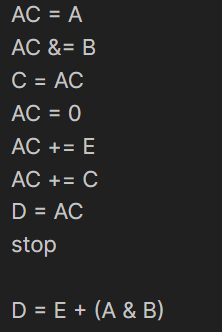 AC = A
AC &= B
C = AC
AC = 0
AC += E
AC += C
D = AC
stop
D = E + (A & B)